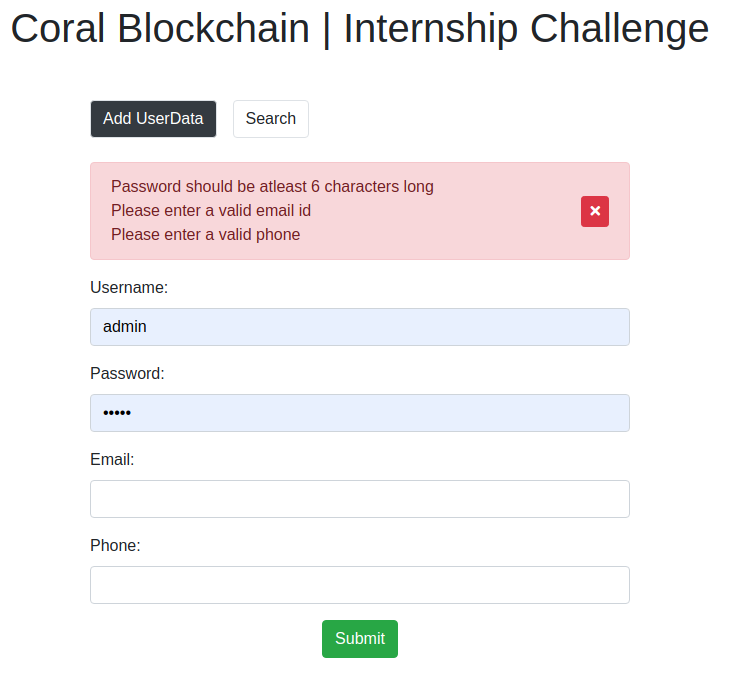 Coral Blockchain | Internship Challenge
Add UserData
Search
Password should be atleast 6 characters long
Please enter a valid email id
Please enter a valid phone
Username:
admin
Password:
•••••
Email:
Phone:
Submit